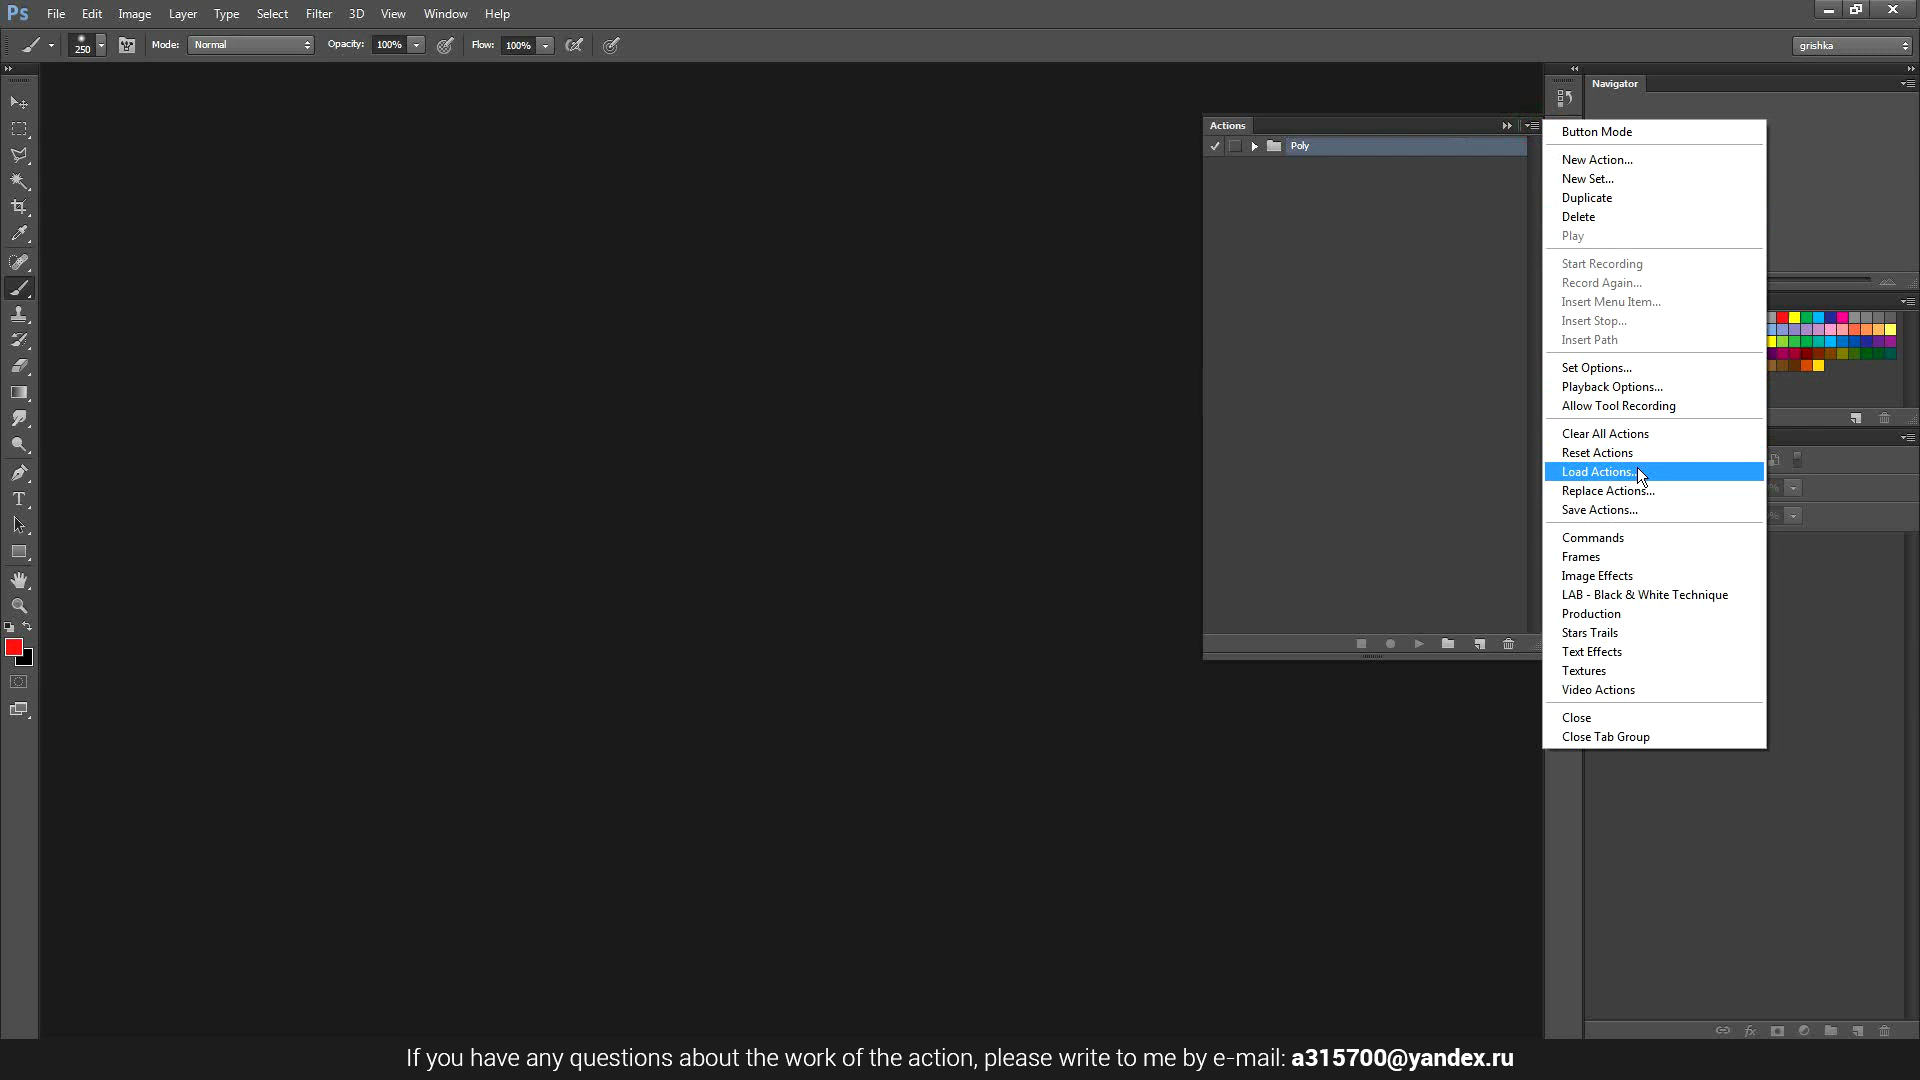 Ps File Edit Image Layer Type Select Filter 3D View Window Help
250 Mode: Normal Opacity: 100% Flow: 100% grishka
Navigator
Actions
Poly
Button Mode
New Action...
New Set...
Duplicate
Delete
Play
Start Recording
Record Again...
Insert Menu Item...
Insert Stop...
Insert Path
Set Options...
Playback Options...
Allow Tool Recording
Clear All Actions
Reset Actions
Load Actions...
Replace Actions...
Save Actions...
Commands
Frames
Image Effects
LAB - Black & White Technique
Production
Stars Trails
Text Effects
Textures
Video Actions
Close
Close Tab Group
T
fx
If you have any questions about the work of the action, please write to me by e-mail: a315700@yandex.ru